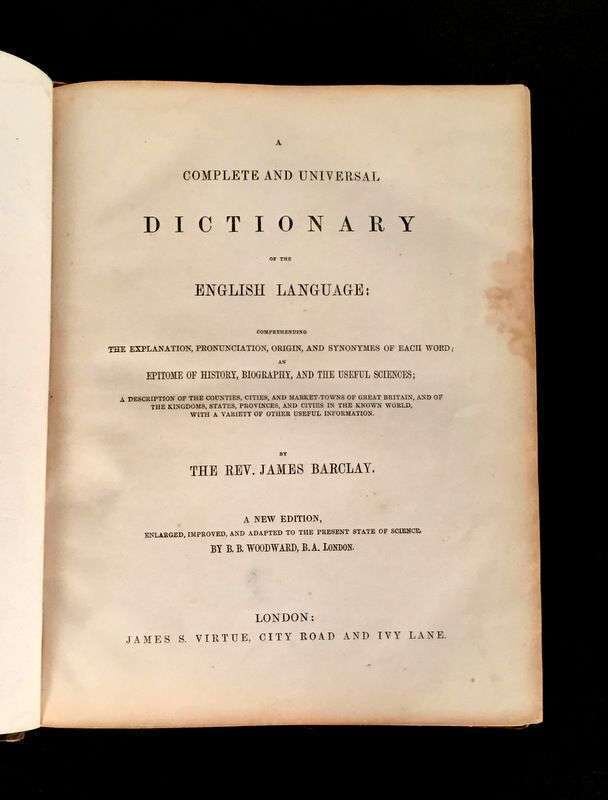 A
COMPLETE AND UNIVERSAL
DICTIONARY
OF THE
ENGLISH LANGUAGE:
COMPREHENDING
THE EXPLANATION, PRONUNCIATION, ORIGIN, AND SYNONYMES OF EACH WORD;
AN
EPITOME OF HISTORY, BIOGRAPHY, AND THE USEFUL SCIENCES;
A DESCRIPTION OF THE COUNTIES, CITIES, AND MARKET-TOWNS OF GREAT BRITAIN, AND OF
THE KINGDOMS, STATES, PROVINCES, AND CITIES IN THE KNOWN WORLD,
WITH A VARIETY OF OTHER USEFUL INFORMATION.
BY
THE REV. JAMES BARCLAY.
A NEW EDITION,
ENLARGED, IMPROVED, AND ADAPTED TO THE PRESENT STATE OF SCIENCE,
BY B. B. WOODWARD, B.A. LONDON.
LONDON:
JAMES S. VIRTUE, CITY ROAD AND IVY LANE.